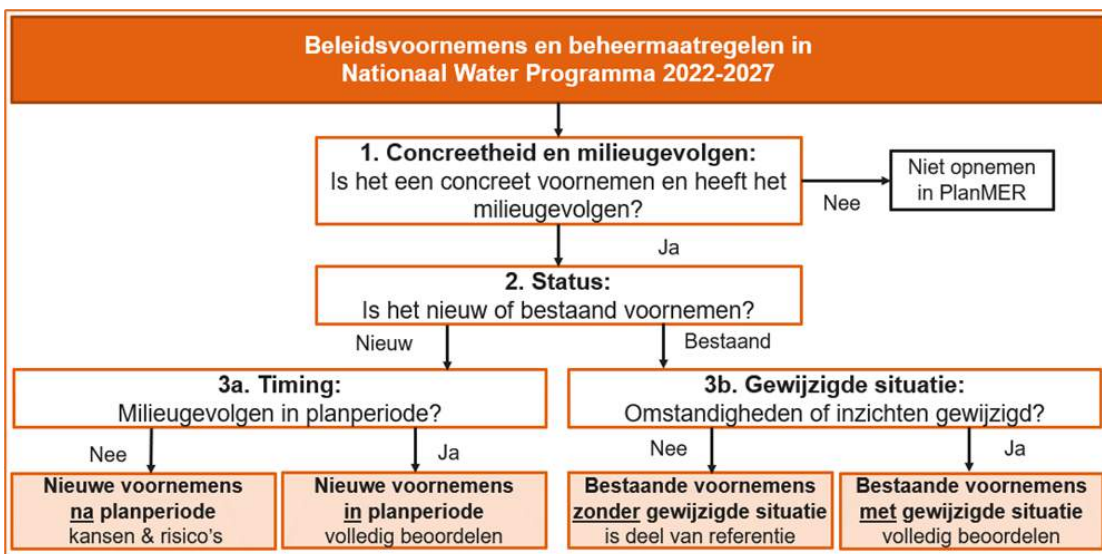 Beleidsvoornemens en beheermaatregelen in
Nationaal Water Programma 2022-2027
1. Concreetheid en milieugevolgen:
Is het een concreet voornemen en heeft het
milieugevolgen?
Nee
Niet opnemen
in PlanMER
Ja
2. Status:
Is het nieuw of bestaand voornemen?
Nieuw
Bestaand
3a. Timing:
Milieugevolgen in planperiode?
3b. Gewijzigde situatie:
Omstandigheden of inzichten gewijzigd?
Nee
Ja
Nee
Ja
Nieuwe voornemens
na planperiode
kansen & risico's
Nieuwe voornemens
in planperiode
volledig beoordelen
Bestaande voornemens
zonder gewijzigde situatie
is deel van referentie
Bestaande voornemens
met gewijzigde situatie
volledig beoordelen